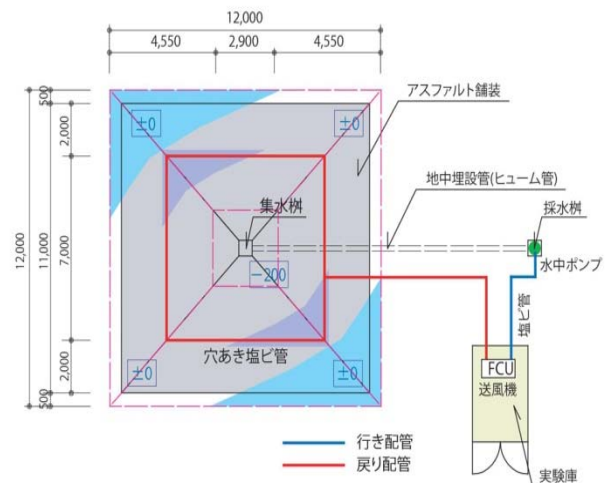 12,000
4,550
2,900
4,550
アスファルト舗装
500
±0
±0
2,000
地中埋設管(ヒューム管)
集水桝
採水桝
12,000
11,000
7,000
水中ポンプ
-200
塩ビ管
穴あき塩ビ管
FCU
送風機
±0
±0
2,000
500
行き配管
戻り配管
実験庫